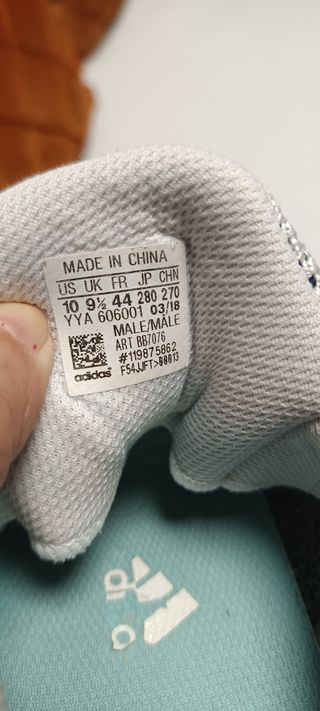 MADE IN CHINA
US UK FR JP CHN
10 9½ 44 280 270
YYA 606001 03/18
MALE/MÂLE
ART BB7076
#119875862
F54JJFT>00013
adidas